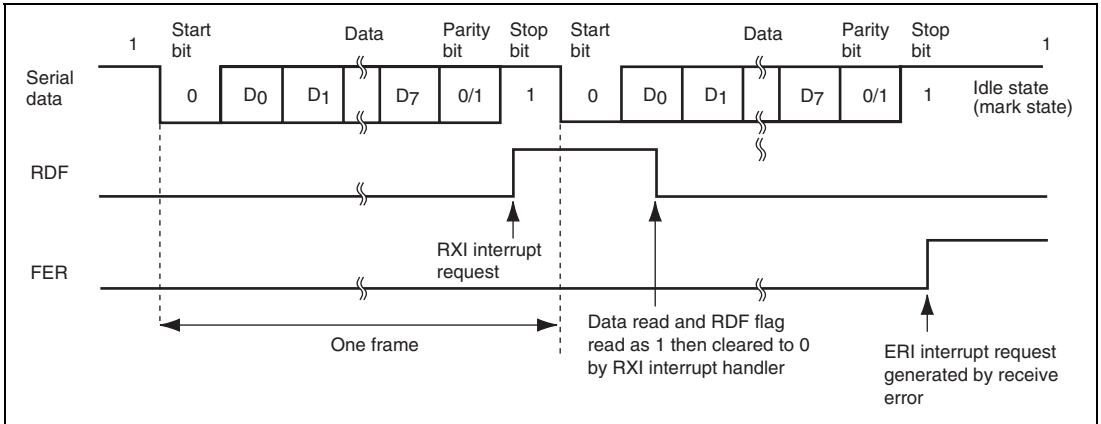 1 Start bit Data Parity bit Stop bit Start bit Data Parity bit Stop bit 1
Serial data
0 D0 D1 D7 0/1 1 0 D0 D1 D7 0/1 1 Idle state (mark state)
RDF
RXI interrupt
request
FER
One frame
Data read and RDF flag
read as 1 then cleared to 0
by RXI interrupt handler
ERI interrupt request
generated by receive
error